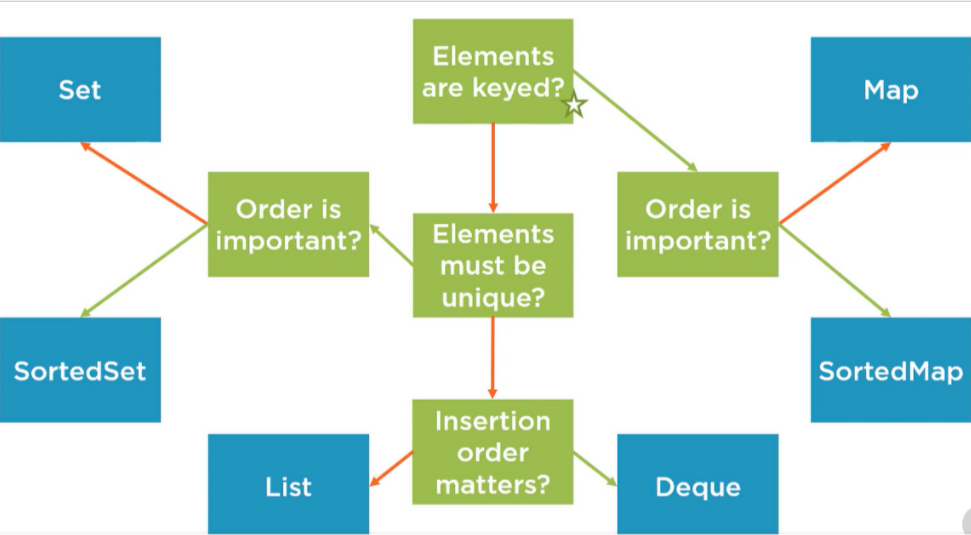 Elements
are keyed?
Set
Map
Order is
important?
Elements
must be
unique?
Order is
important?
SortedSet
SortedMap
Insertion
order
matters?
List
Deque